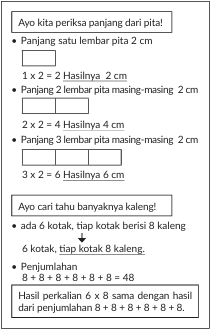 Ayo kita periksa panjang dari pita!
• Panjang satu lembar pita 2 cm
1 x 2 = 2 Hasilnya 2 cm
• Panjang 2 lembar pita masing-masing 2 cm
2 x 2 = 4 Hasilnya 4 cm
• Panjang 3 lembar pita masing-masing 2 cm
3 x 2 = 6 Hasilnya 6 cm
Ayo cari tahu banyaknya kaleng!
• ada 6 kotak, tiap kotak berisi 8 kaleng
6 kotak, tiap kotak 8 kaleng.
• Penjumlahan
8 + 8 + 8 + 8 + 8 + 8 = 48
Hasil perkalian 6 x 8 sama dengan hasil
dari penjumlahan 8 + 8 + 8 + 8 + 8 + 8.